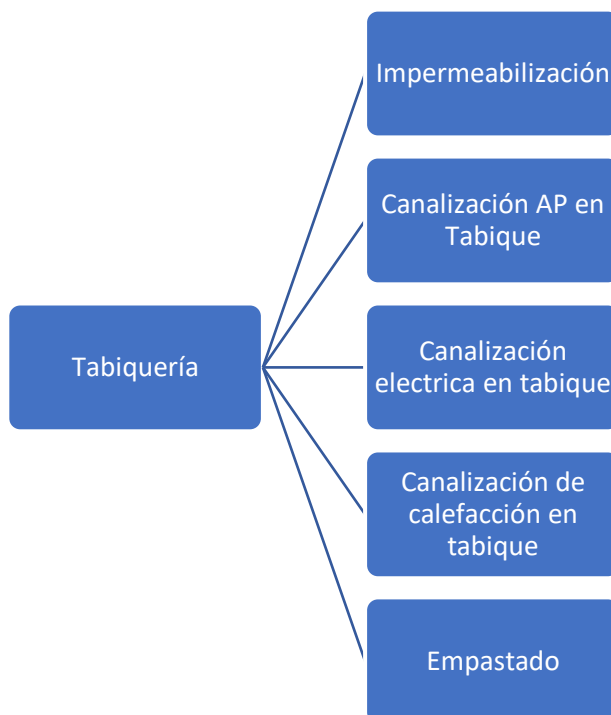 Impermeabilización
Canalización AP en
Tabique
Tabiquería
Canalización
electrica en tabique
Canalización de
calefacción en
tabique
Empastado